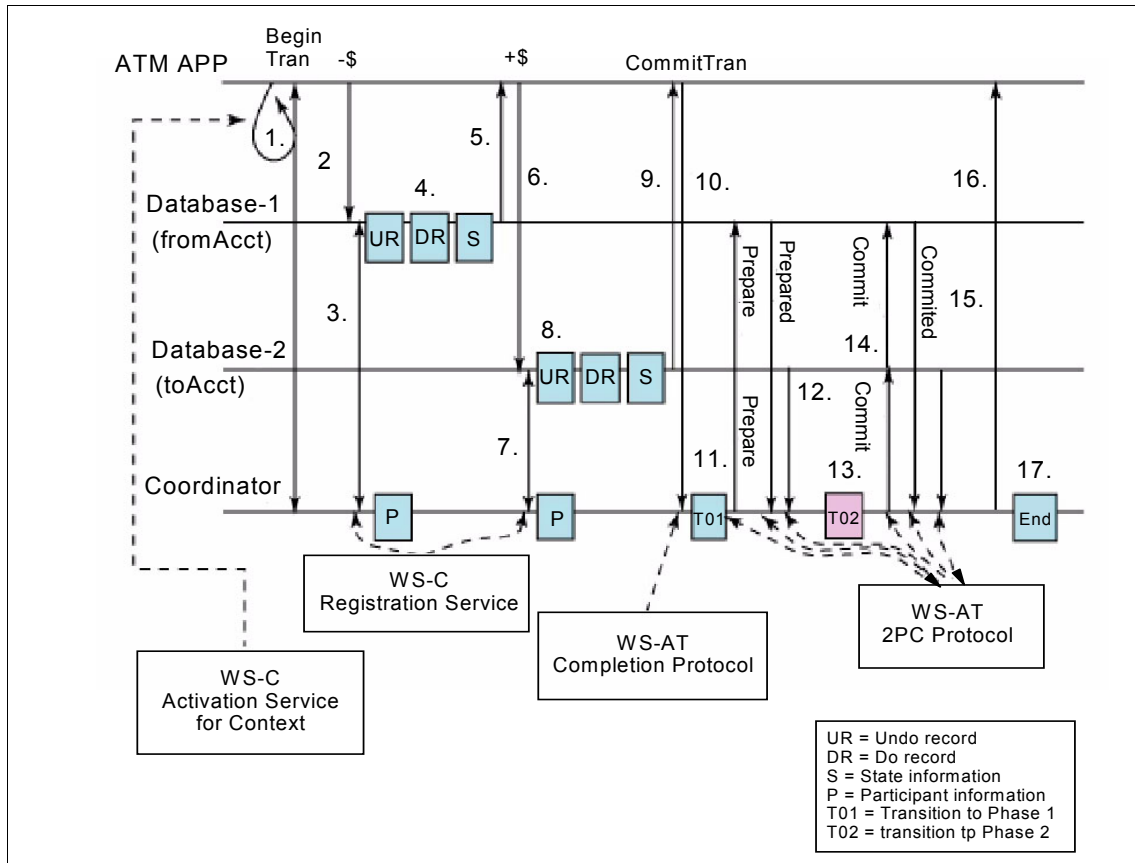 Begin
Tran
-$
+$
ATM APP
CommitTran
1.
2
5.
6.
9.
10.
16.
4.
Database-1
(fromAcct)
UR
DR
S
3.
Prepare
Prepared
Commit
Commited
15.
8.
14.
Database-2
(toAcct)
UR
DR
S
12.
7.
11.
Prepare
Commit
13.
17.
Coordinator
P
P
T01
T02
End
WS-C
Registration Service
WS-AT
Completion Protocol
WS-AT
2PC Protocol
WS-C
Activation Service
for Context
UR = Undo record
DR = Do record
S = State information
P = Participant information
T01 = Transition to Phase 1
T02 = transition tp Phase 2